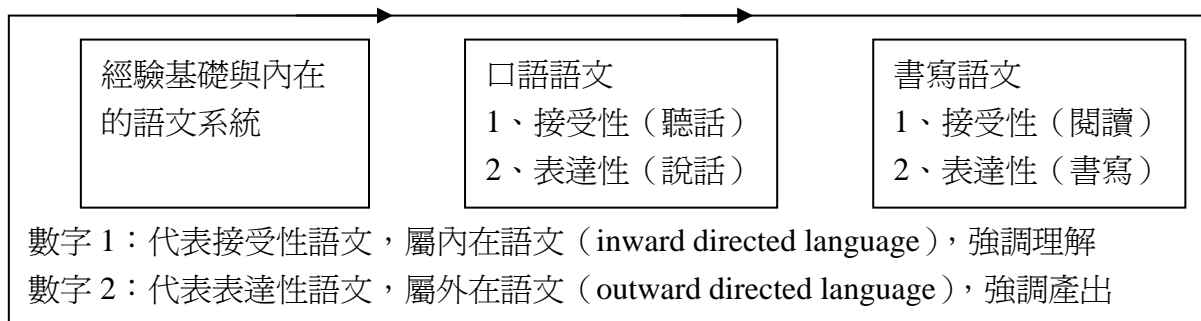 經驗基礎與內在
的語文系統
口語語文
1、接受性（聽話）
2、表達性（說話）
書寫語文
1、接受性（閱讀）
2、表達性（書寫）
數字 1：代表接受性語文，屬內在語文（inward directed language），強調理解
數字 2：代表表達性語文，屬外在語文（outward directed language），強調產出